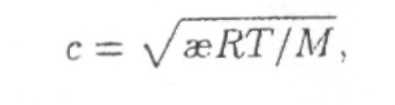 c = √æRT/M,